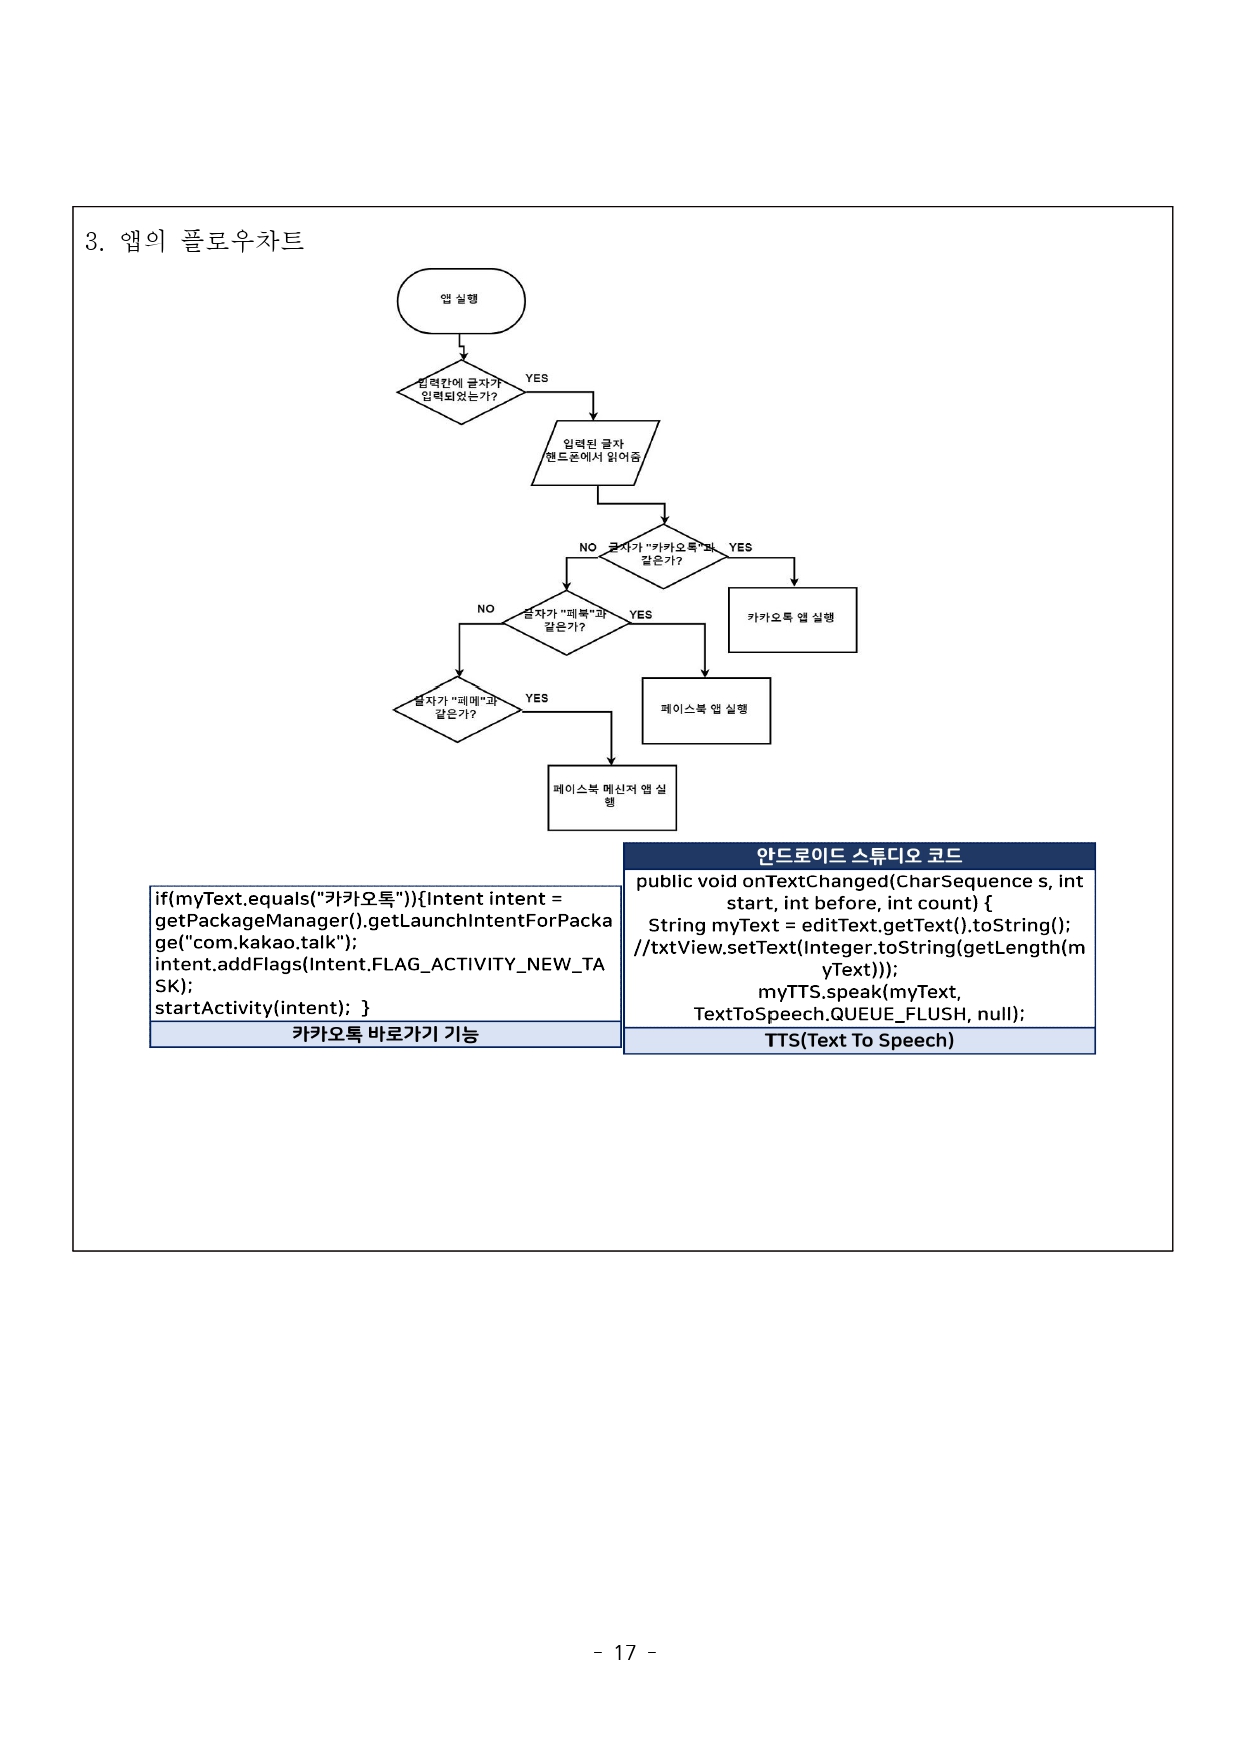 3. 앱의 플로우차트
앱 실행
입력칸에 글자가
입력되었는가?
YES
입력된 글자
핸드폰에서 읽어줌
글자가 "카카오톡"과
같은가?
NO
YES
카카오톡 앱 실행
글자가 "페북"과
같은가?
NO
YES
페이스북 앱 실행
글자가 "페메"과
같은가?
YES
페이스북 메신저 앱 실
행
if(myText.equals("카카오톡")){Intent intent =
getPackageManager().getLaunchIntentForPacka
ge("com.kakao.talk");
intent.addFlags(Intent.FLAG_ACTIVITY_NEW_TA
SK);
startActivity(intent); }
카카오톡 바로가기 기능
안드로이드 스튜디오 코드
public void onTextChanged(CharSequence s, int
start, int before, int count) {
String myText = editText.getText().toString();
//txtView.setText(Integer.toString(getLength(m
yText)));
myTTS.speak(myText,
TextToSpeech.QUEUE_FLUSH, null);
TTS(Text To Speech)
- 17 -